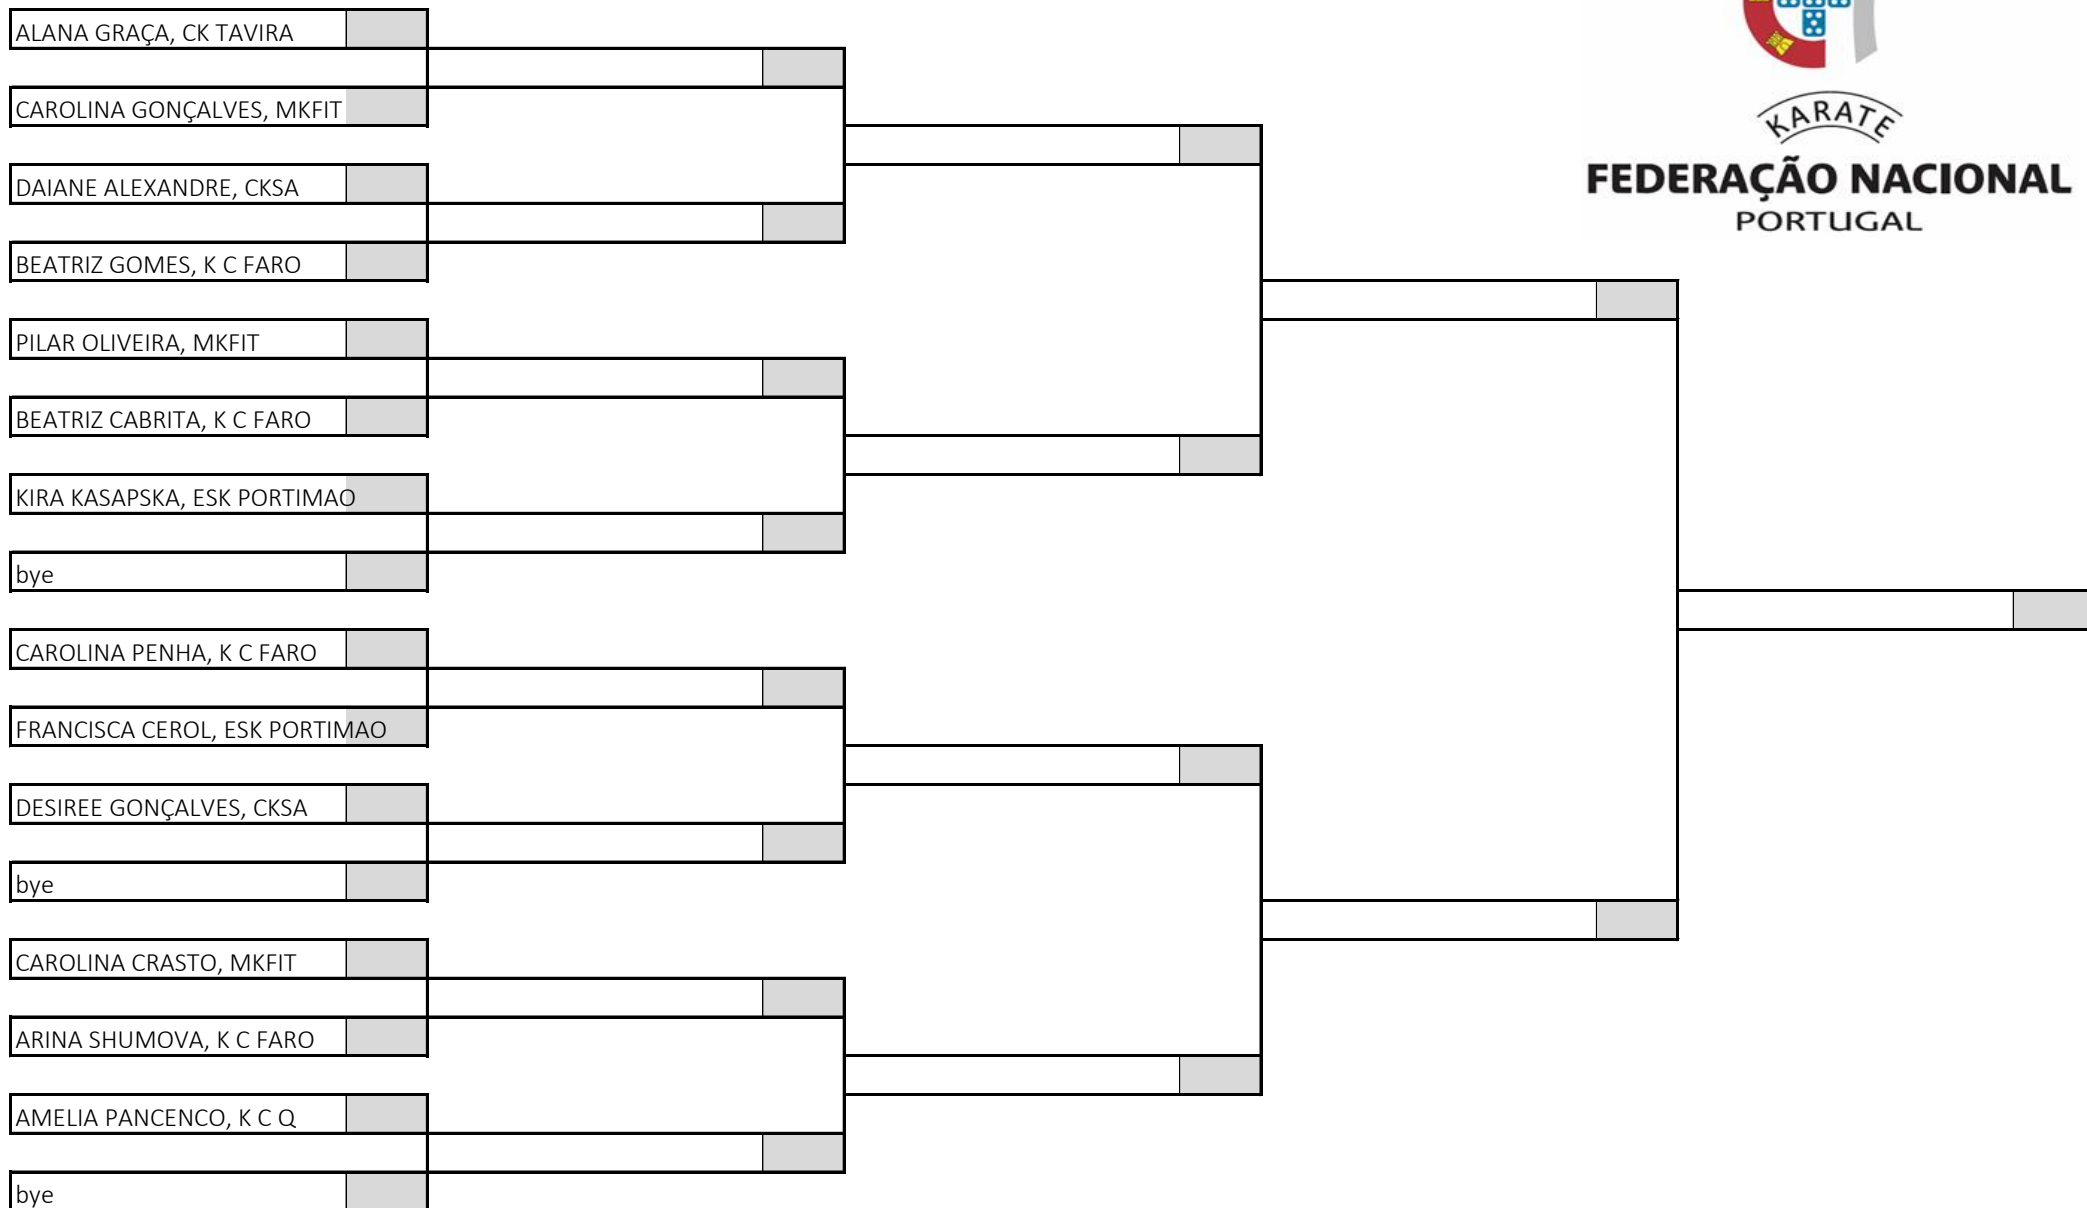 ALANA GRAÇA, CK TAVIRA
CAROLINA GONÇALVES, MKFIT
DAIANE ALEXANDRE, CKSA
BEATRIZ GOMES, K C FARO
PILAR OLIVEIRA, MKFIT
BEATRIZ CABRITA, K C FARO
KIRA KASAPSKA, ESK PORTIMAO
bye
CAROLINA PENHA, K C FARO
FRANCISCA CEROL, ESK PORTIMAO
DESIREE GONÇALVES, CKSA
bye
CAROLINA CRASTO, MKFIT
ARINA SHUMOVA, K C FARO
AMELIA PANCENCO, K C Q
bye
KARATE
FEDERAÇÃO NACIONAL
PORTUGAL